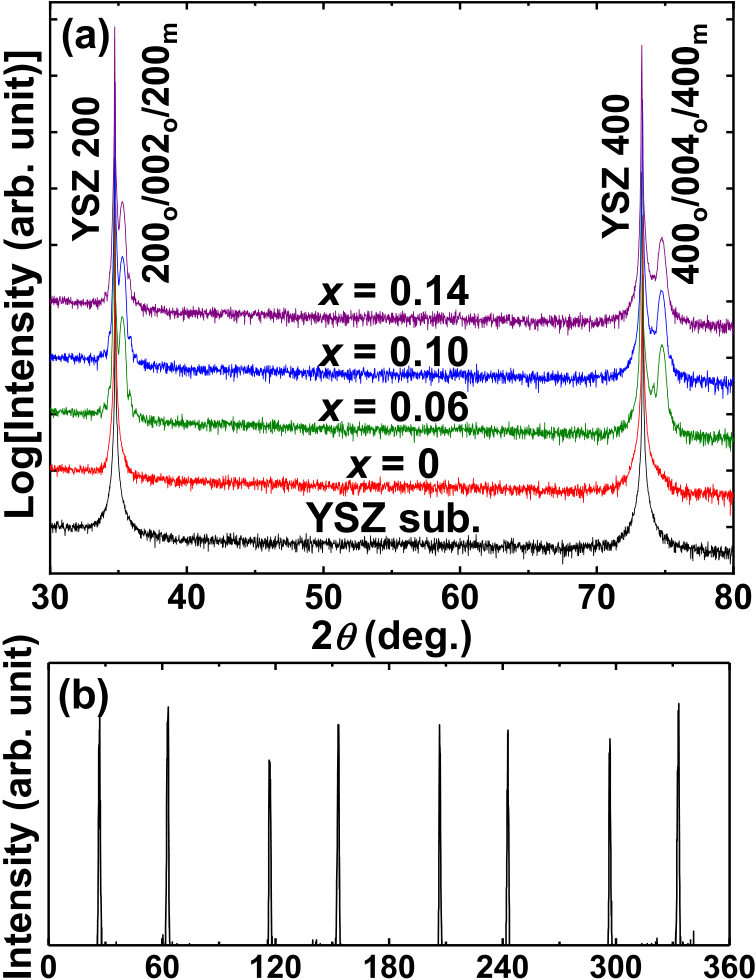 (a)
Log[Intensity (arb. unit)]
YSZ 200
200o/002o/200m
YSZ 400
400o/004o/400m
x = 0.14
x = 0.10
x = 0.06
x = 0
YSZ sub.
30 40 50 60 70 80
2θ (deg.)
(b)
Intensity (arb. unit)
0 60 120 180 240 300 360